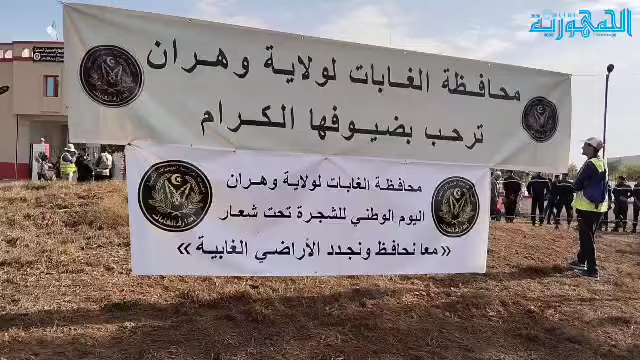 الجمهورية
محافظة الغابات لولاية وهران
ترحب بضيوفها الكرام
محافظة الغابات لولاية وهران
اليوم الوطني للشجرة تحت شعار
«معا نحافظ ونجدد الأراضي الغابية»